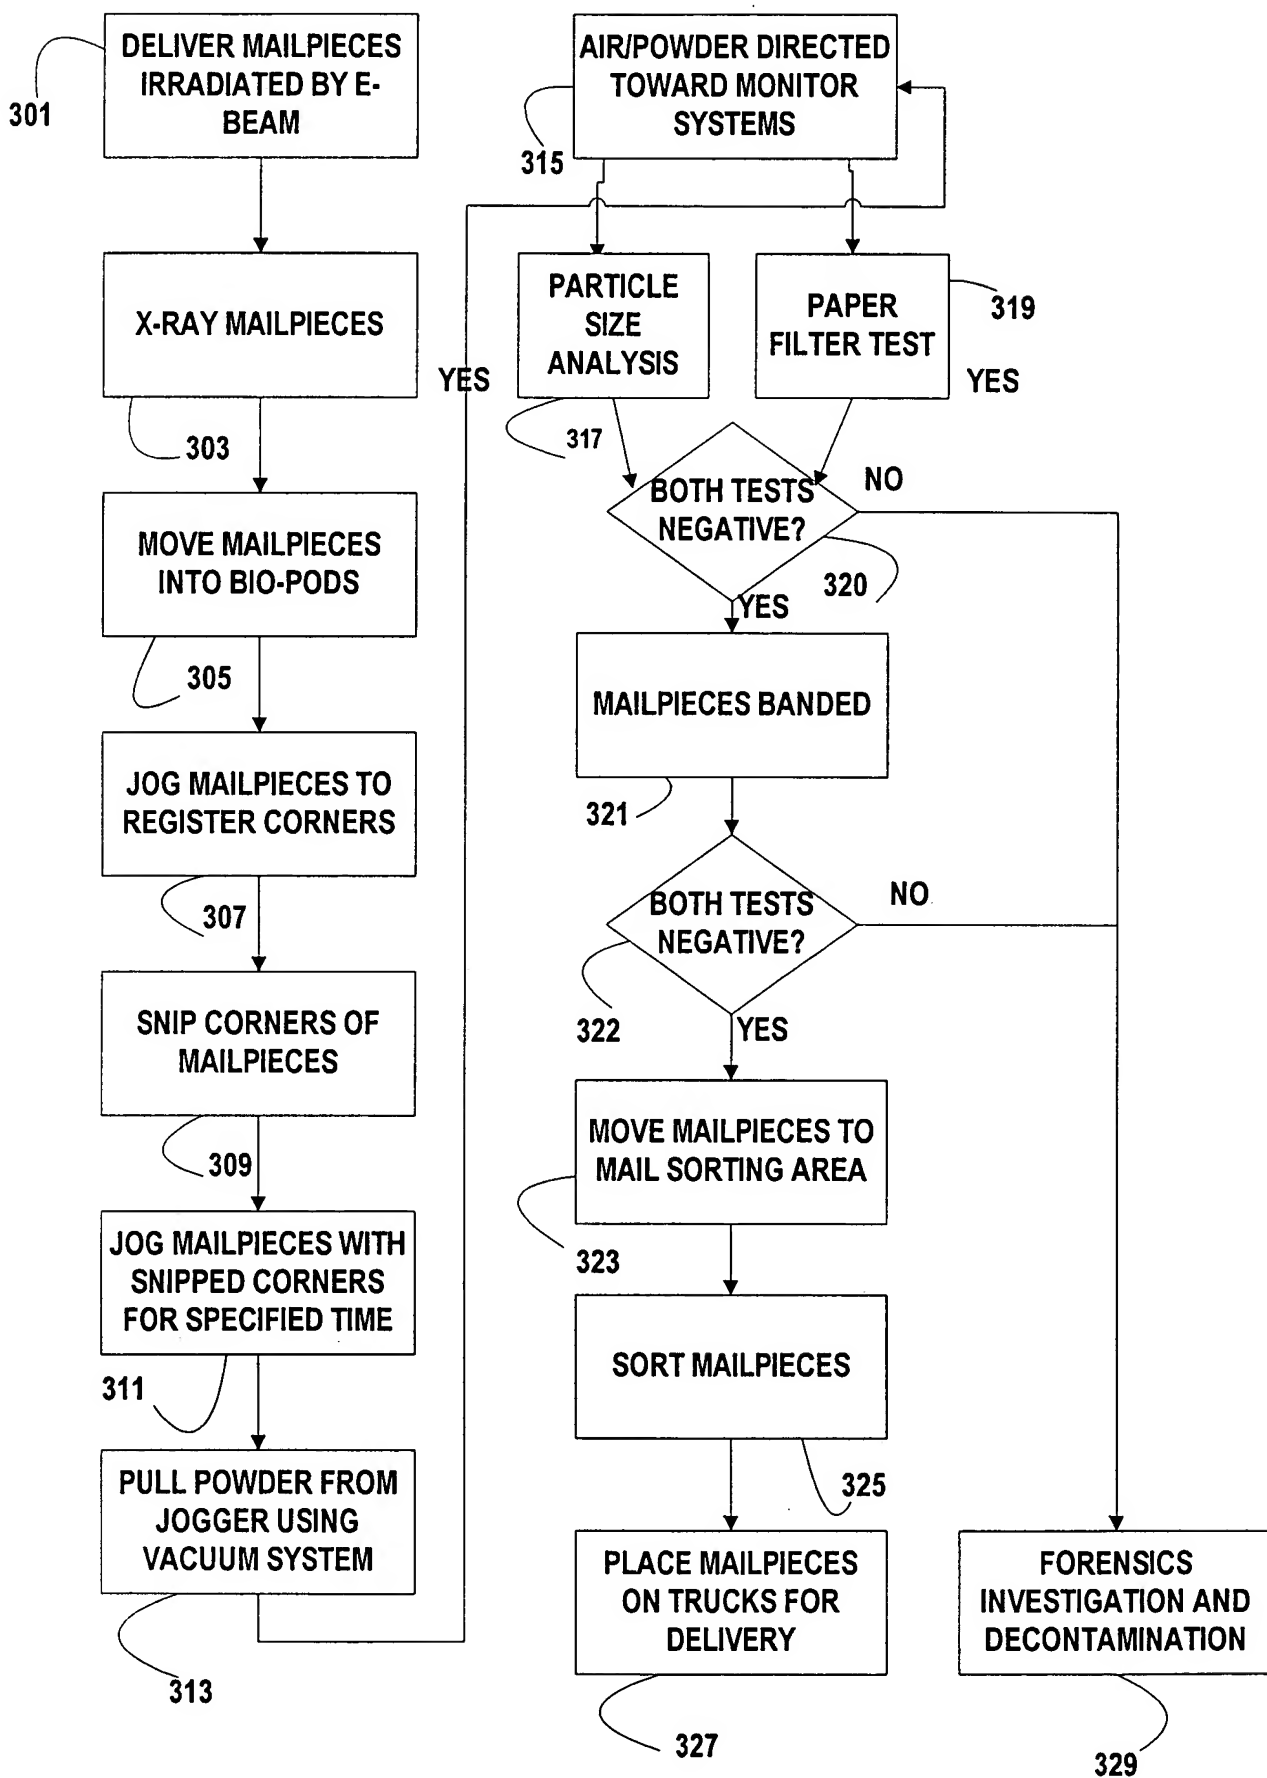 DELIVER MAILPIECES
IRRADIATED BY E-
BEAM
301
X-RAY MAILPIECES
303
MOVE MAILPIECES
INTO BIO-PODS
305
JOG MAILPIECES TO
REGISTER CORNERS
307
SNIP CORNERS OF
MAILPIECES
309
JOG MAILPIECES WITH
SNIPPED CORNERS
FOR SPECIFIED TIME
311
PULL POWDER FROM
JOGGER USING
VACUUM SYSTEM
313
AIR/POWDER DIRECTED
TOWARD MONITOR
SYSTEMS
315
PARTICLE
SIZE
ANALYSIS
YES
317
PAPER
FILTER TEST
319
YES
BOTH TESTS
NEGATIVE?
NO
320
YES
MAILPIECES BANDED
321
BOTH TESTS
NEGATIVE?
NO
322
YES
MOVE MAILPIECES TO
MAIL SORTING AREA
323
SORT MAILPIECES
325
PLACE MAILPIECES
ON TRUCKS FOR
DELIVERY
327
FORENSICS
INVESTIGATION AND
DECONTAMINATION
329